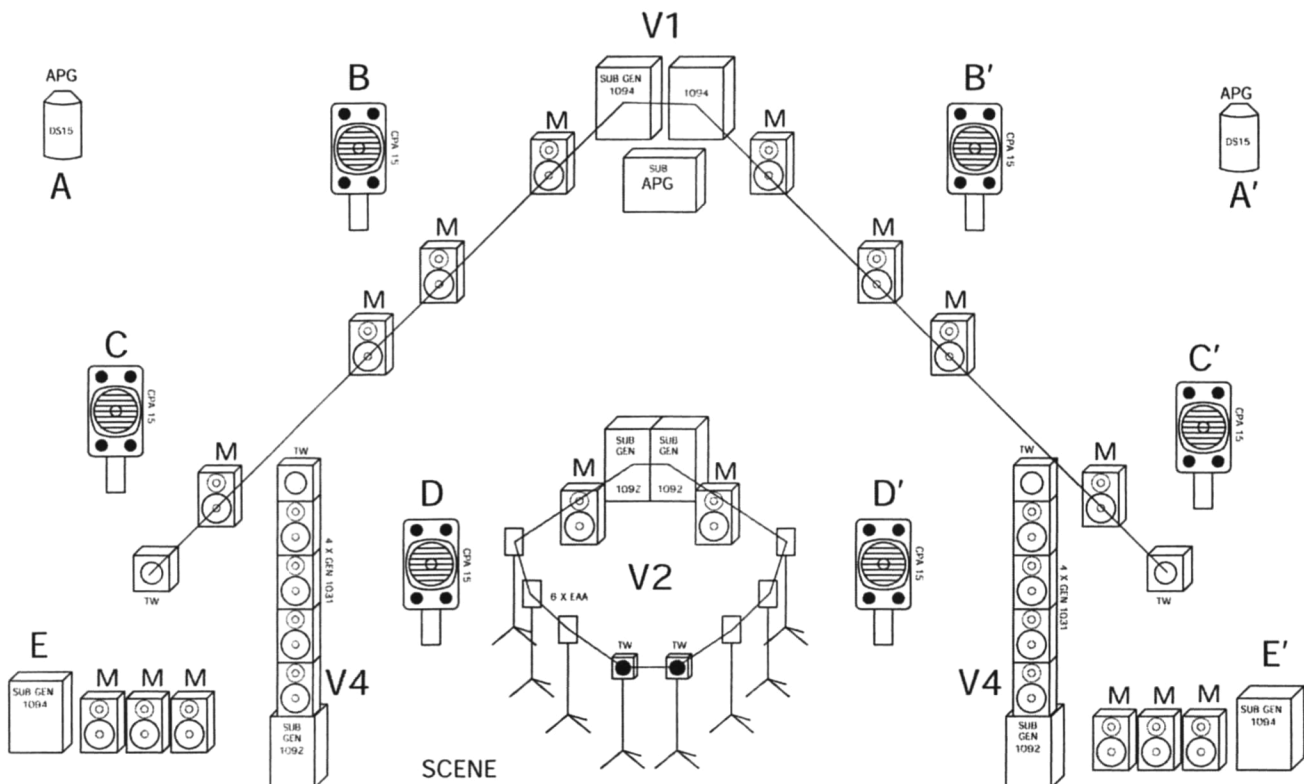 V1
SUB GEN
1094
1094
APG
DS15
A
B
CPA 15
M
SUB
APG
M
B'
CPA 15
APG
DS15
A'
M
M
M
M
C
CPA 15
C'
CPA 15
M
TW
TW
SUB
GEN
1092
SUB
GEN
1092
M
M
TW
M
TW
4 X GEN 1031
D
CPA 15
6 X EAA
V2
TW
TW
D'
CPA 15
4 X GEN 1031
E
SUB GEN
1094
M
M
M
V4
SUB
GEN
1092
SCENE
V4
SUB
GEN
1092
M
M
M
E'
SUB GEN
1094